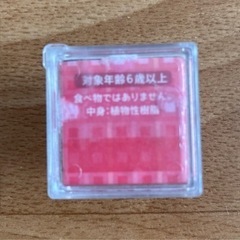 対象年齢6歳以上
食べ物ではありません。
中身:植物性樹脂